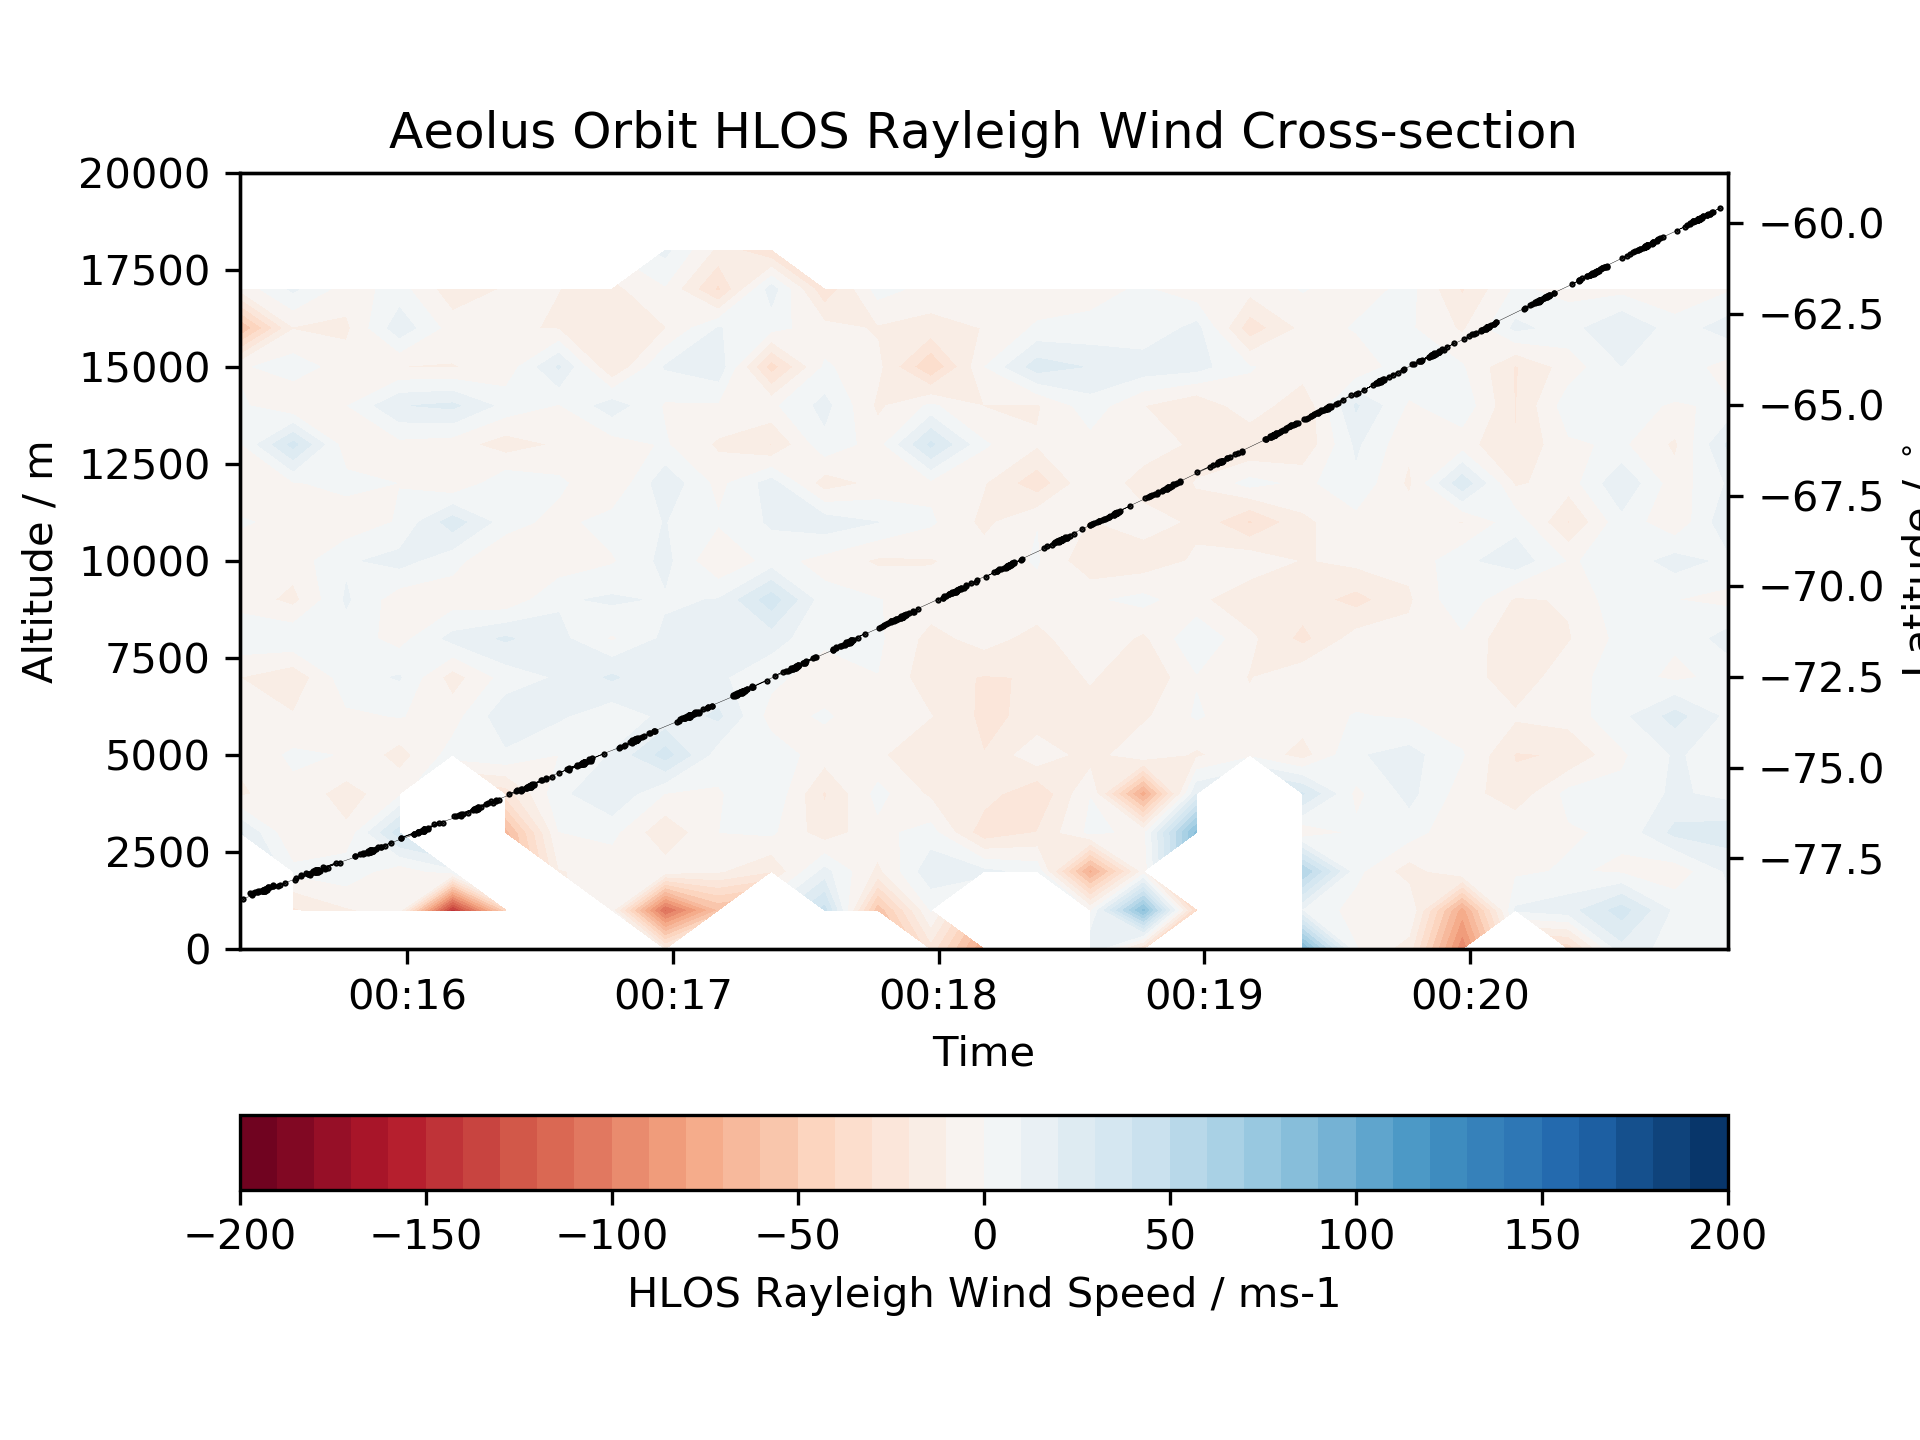 Aeolus Orbit HLOS Rayleigh Wind Cross-section
20000
17500
15000
12500
10000
7500
5000
2500
0
Altitude / m
−60.0
−62.5
−65.0
−67.5
−70.0
−72.5
−75.0
−77.5
Latitude / °
00:16 00:17 00:18 00:19 00:20
Time
−200 −150 −100 −50 0 50 100 150 200
HLOS Rayleigh Wind Speed / ms-1